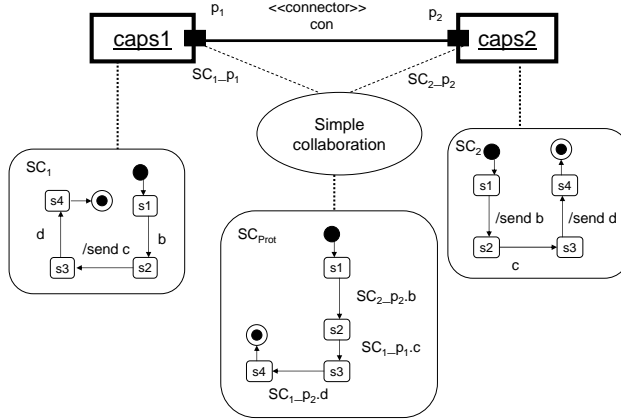 p1
<<connector>>
con
p2
caps1
caps2
SC1_p1
SC2_p2
Simple
collaboration
SC1
s4
s1
d
b
/send c
s3
s2
SC2
s1
s4
/send b
/send d
s2
s3
c
SCProt
s1
SC2_p2.b
s2
SC1_p1.c
s4
s3
SC1_p2.d